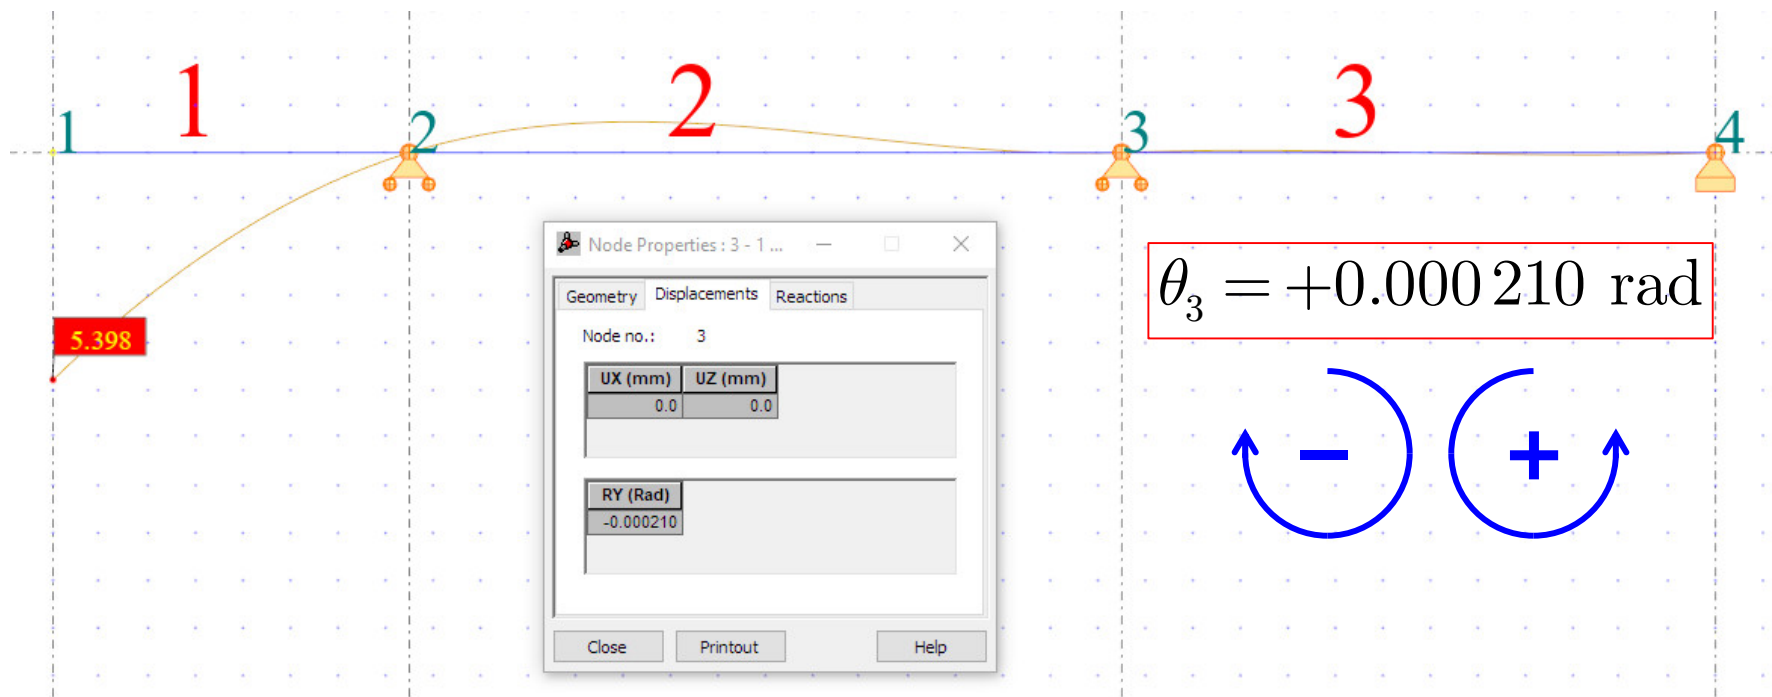 1 2 3
1 2 3 4
Node Properties : 3 - 1 ...
Geometry Displacements Reactions
Node no.: 3
θ₃ = +0.000 210 rad
5.398
UX (mm) UZ (mm)
0.0 0.0
− +
RY (Rad)
-0.000210
Close Printout Help